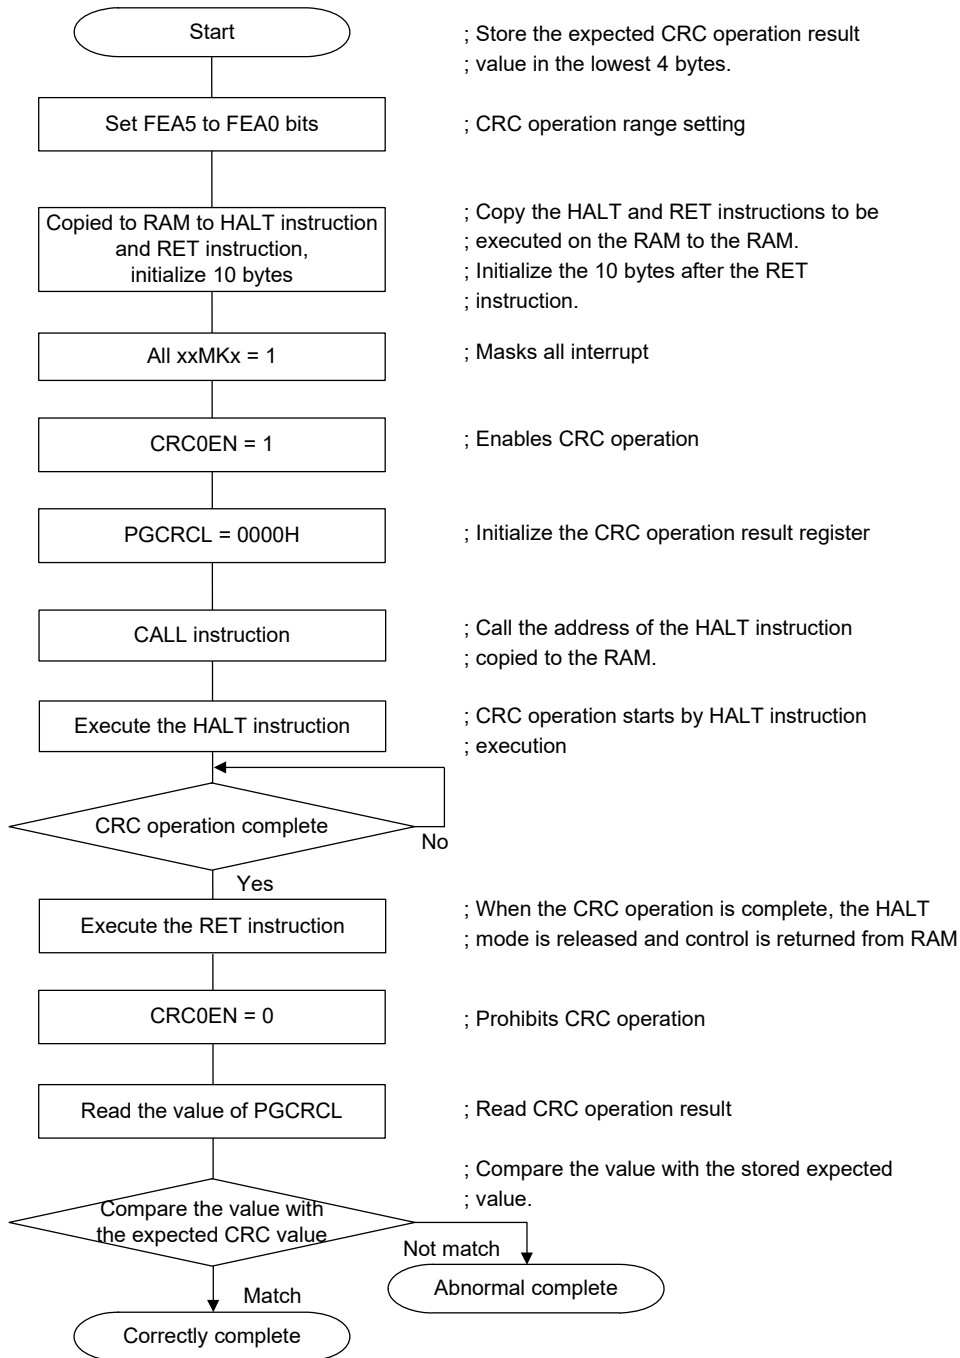 Start
; Store the expected CRC operation result
; value in the lowest 4 bytes.
Set FEA5 to FEA0 bits
; CRC operation range setting
Copied to RAM to HALT instruction
and RET instruction,
initialize 10 bytes
; Copy the HALT and RET instructions to be
; executed on the RAM to the RAM.
; Initialize the 10 bytes after the RET
; instruction.
All xxMKx = 1
; Masks all interrupt
CRC0EN = 1
; Enables CRC operation
PGCRCL = 0000H
; Initialize the CRC operation result register
CALL instruction
; Call the address of the HALT instruction
; copied to the RAM.
Execute the HALT instruction
; CRC operation starts by HALT instruction
; execution
CRC operation complete
No
Yes
Execute the RET instruction
; When the CRC operation is complete, the HALT
; mode is released and control is returned from RAM
CRC0EN = 0
; Prohibits CRC operation
Read the value of PGCRCL
; Read CRC operation result
; Compare the value with the stored expected
; value.
Compare the value with
the expected CRC value
Not match
Abnormal complete
Match
Correctly complete